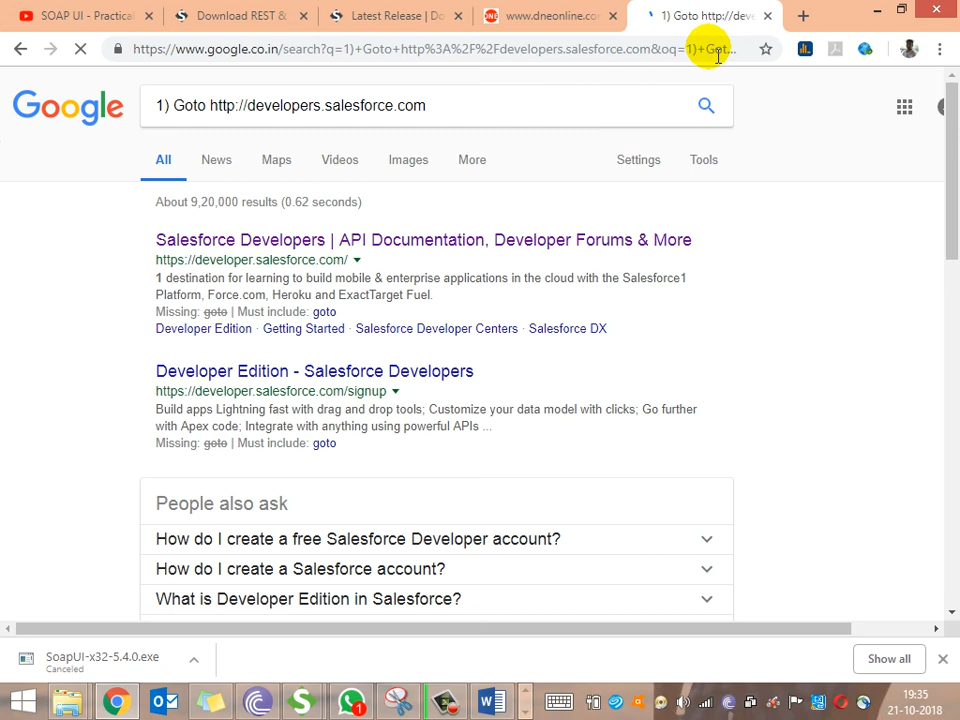 SOAP UI - Practical
Download REST &
Latest Release | Do
www.dneonline.com
1) Goto http://deve
https://www.google.co.in/search?q=1)+Goto+http%3A%2F%2Fdevelopers.salesforce.com&oq=1)+Got...
Google
1) Goto http://developers.salesforce.com
All News Maps Videos Images More Settings Tools
About 9,20,000 results (0.62 seconds)
Salesforce Developers | API Documentation, Developer Forums & More
https://developer.salesforce.com/
1 destination for learning to build mobile & enterprise applications in the cloud with the Salesforce1
Platform, Force.com, Heroku and ExactTarget Fuel.
Missing: goto | Must include: goto
Developer Edition · Getting Started · Salesforce Developer Centers · Salesforce DX
Developer Edition - Salesforce Developers
https://developer.salesforce.com/signup
Build apps Lightning fast with drag and drop tools; Customize your data model with clicks; Go further
with Apex code; Integrate with anything using powerful APIs ...
Missing: goto | Must include: goto
People also ask
How do I create a free Salesforce Developer account?
How do I create a Salesforce account?
What is Developer Edition in Salesforce?
SoapUI-x32-5.4.0.exe
Canceled
Show all
1
19:35
21-10-2018